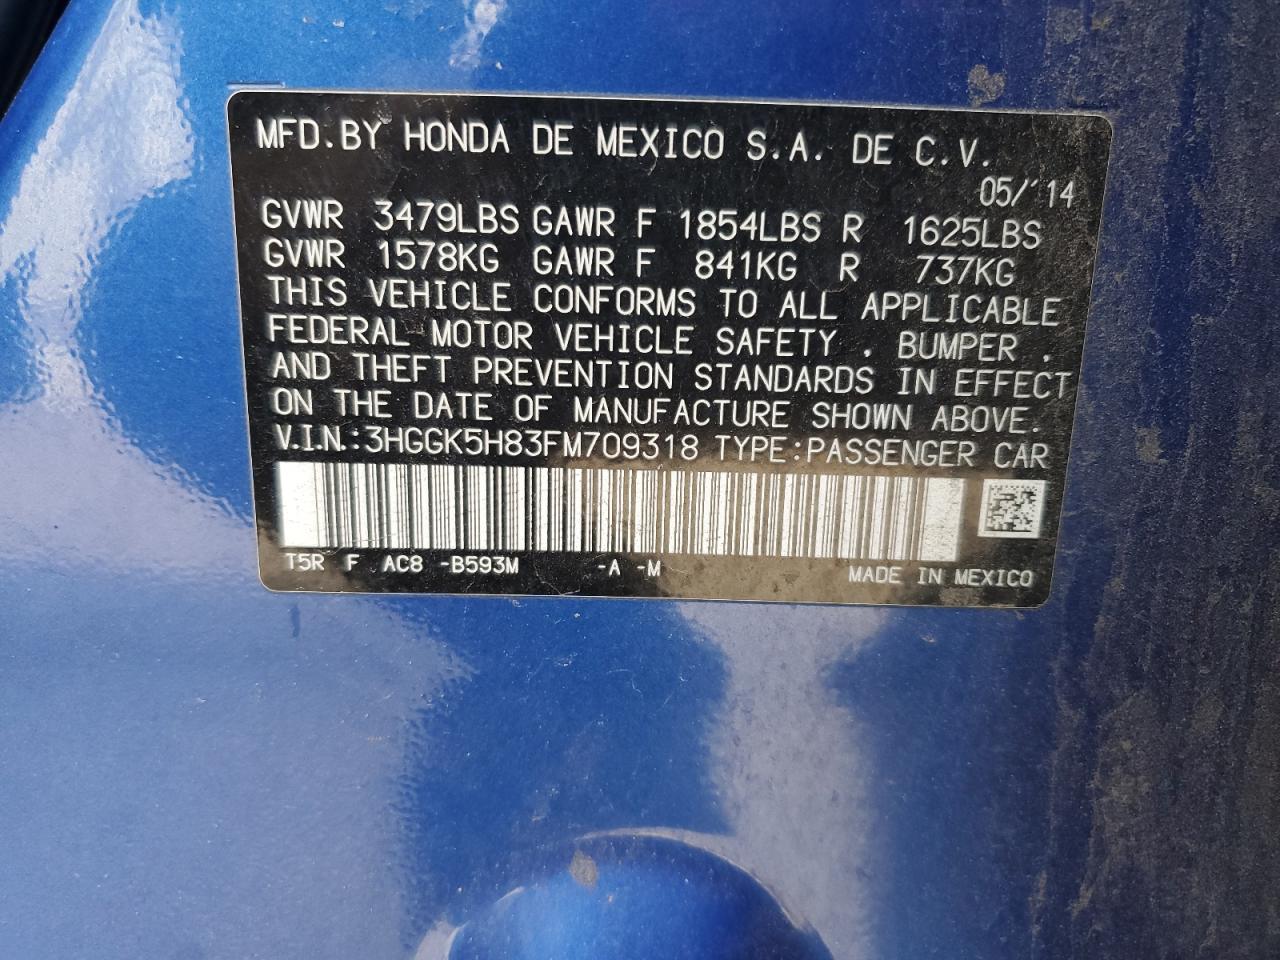 MFD.BY HONDA DE MEXICO S.A. DE C.V.
05/'14
GVWR 3479LBS GAWR F 1854LBS R 1625LBS
GVWR 1578KG GAWR F 841KG R 737KG
THIS VEHICLE CONFORMS TO ALL APPLICABLE
FEDERAL MOTOR VEHICLE SAFETY , BUMPER ,
AND THEFT PREVENTION STANDARDS IN EFFECT
ON THE DATE OF MANUFACTURE SHOWN ABOVE.
V.I.N.:3HGGK5H83FM709318 TYPE:PASSENGER CAR
T5R F AC8 -B593M -A -M MADE IN MEXICO